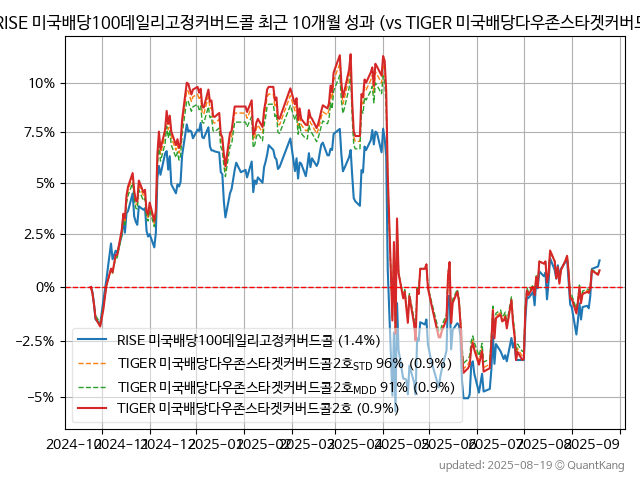 RISE 미국배당100데일리고정커버드콜 최근 10개월 성과 (vs TIGER 미국배당다우존스타겟커버드
10%
7.5%
5%
2.5%
0%
−2.5%
−5%
RISE 미국배당100데일리고정커버드콜 (1.4%)
TIGER 미국배당다우존스타겟커버드콜2호STD 96% (0.9%)
TIGER 미국배당다우존스타겟커버드콜2호MDD 91% (0.9%)
TIGER 미국배당다우존스타겟커버드콜2호 (0.9%)
2024-10 2024-11 2024-12 2025-01 2025-02 2025-03 2025-04 2025-05 2025-06 2025-07 2025-08 2025-09
updated: 2025-08-19 © QuantKang